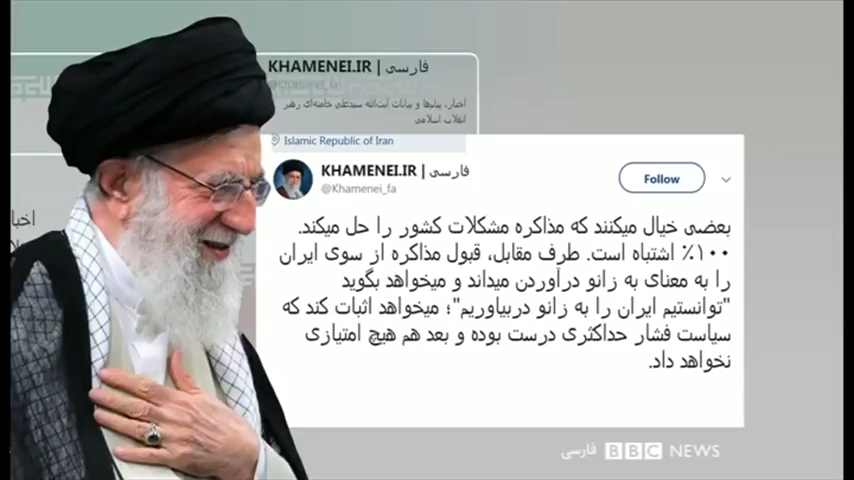 KHAMENEI.IR | فارسی
@Khamenei_fa
اخبار، پیام‌ها و بیانات آیت‌الله سیدعلی خامنه‌ای رهبر
انقلاب اسلامی
Islamic Republic of Iran
KHAMENEI.IR | فارسی
@Khamenei_fa
Follow
بعضی خیال میکنند که مذاکره مشکلات کشور را حل میکند.
۱۰۰٪ اشتباه است. طرف مقابل، قبول مذاکره از سوی ایران
را به معنای به زانو درآوردن میداند و میخواهد بگوید
"توانستیم ایران را به زانو دربیاوریم"؛ میخواهد اثبات کند که
سیاست فشار حداکثری درست بوده و بعد هم هیچ امتیازی
نخواهد داد.
BBC NEWS فارسی